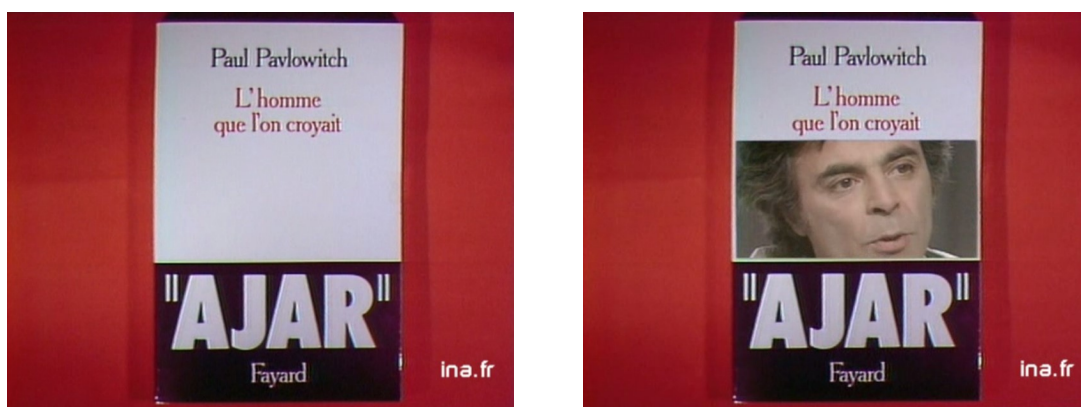 Paul Pavlowitch
L'homme
que l'on croyait
"AJAR"
Fayard
ina.fr
Paul Pavlowitch
L'homme
que l'on croyait
"AJAR"
Fayard
ina.fr